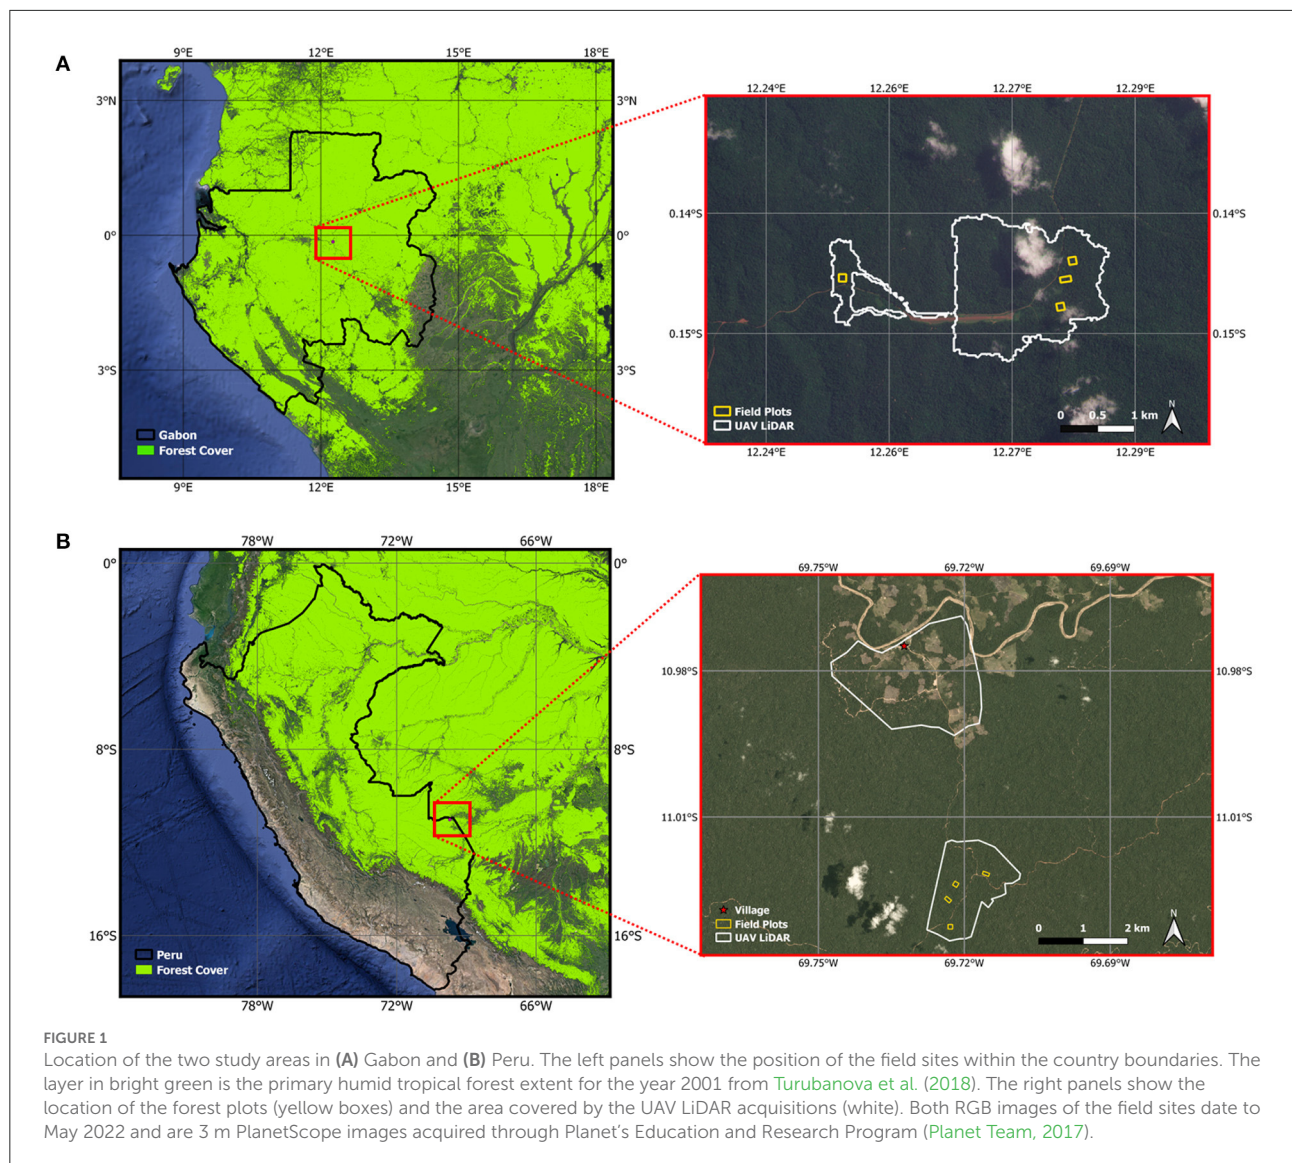 A
9°E 12°E 15°E 18°E
3°N 3°N
0° 0°
3°S 3°S
Gabon
Forest Cover
9°E 12°E 15°E 18°E
12.24°E 12.26°E 12.27°E 12.29°E
0.14°S 0.14°S
0.15°S 0.15°S
Field Plots
UAV LiDAR
0 0.5 1 km
N
12.24°E 12.26°E 12.27°E 12.29°E
B
78°W 72°W 66°W
0° 0°
8°S 8°S
16°S 16°S
Peru
Forest Cover
78°W 72°W 66°W
69.75°W 69.72°W 69.69°W
10.98°S 10.98°S
11.01°S 11.01°S
Village
Field Plots
UAV LiDAR
0 1 2 km
N
69.75°W 69.72°W 69.69°W
FIGURE 1
Location of the two study areas in (A) Gabon and (B) Peru. The left panels show the position of the field sites within the country boundaries. The
layer in bright green is the primary humid tropical forest extent for the year 2001 from Turubanova et al. (2018). The right panels show the
location of the forest plots (yellow boxes) and the area covered by the UAV LiDAR acquisitions (white). Both RGB images of the field sites date to
May 2022 and are 3 m PlanetScope images acquired through Planet's Education and Research Program (Planet Team, 2017).